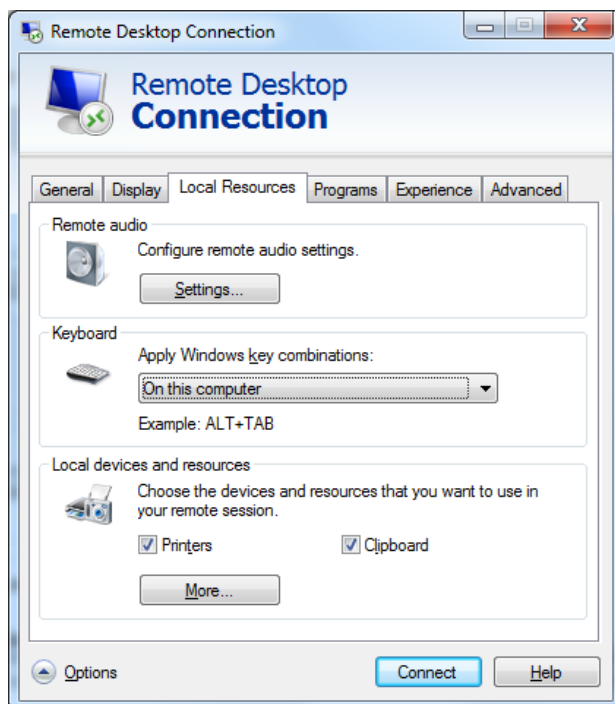 Remote Desktop Connection
Remote Desktop
Connection
General Display Local Resources Programs Experience Advanced
Remote audio
Configure remote audio settings.
Settings...
Keyboard
Apply Windows key combinations:
On this computer
Example: ALT+TAB
Local devices and resources
Choose the devices and resources that you want to use in
your remote session.
Printers Clipboard
More...
Options Connect Help